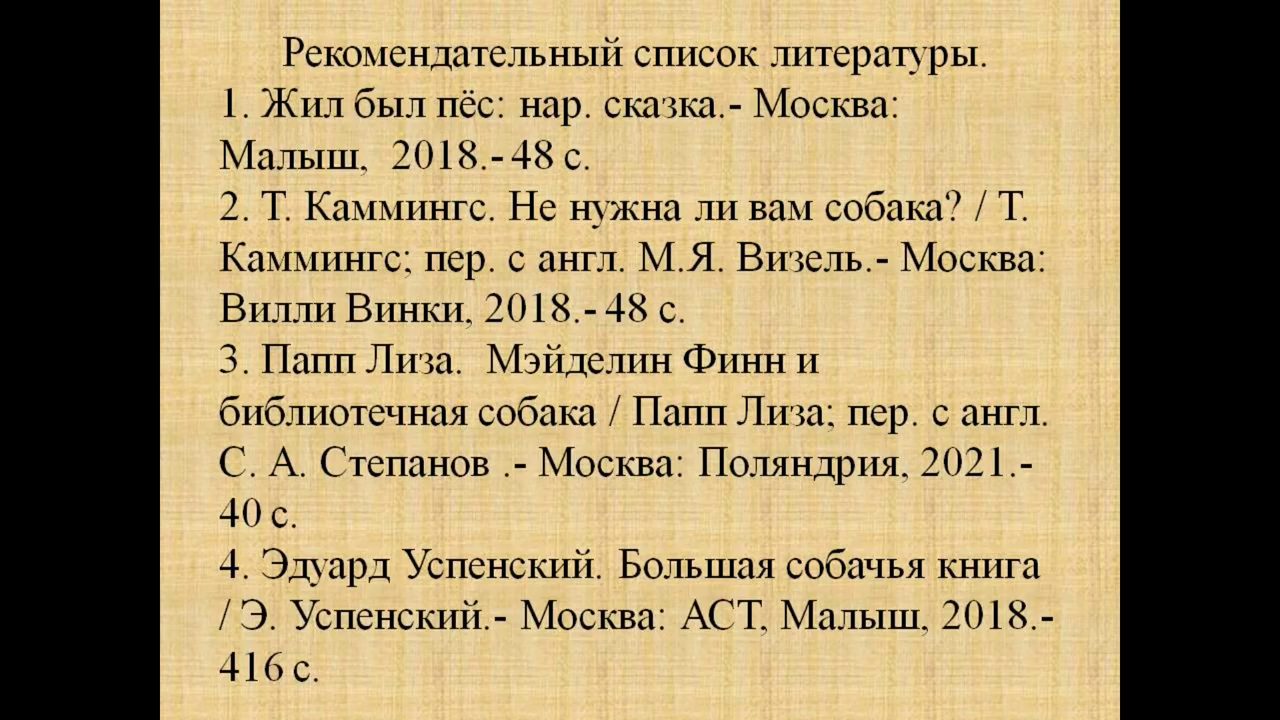 Рекомендательный список литературы.
1. Жил был пёс: нар. сказка.- Москва:
Малыш,  2018.- 48 с.
2. Т. Каммингс. Не нужна ли вам собака? / Т.
Каммингс; пер. с англ. М.Я. Визель.- Москва:
Вилли Винки, 2018.- 48 с.
3. Папп Лиза.  Мэйделин Финн и
библиотечная собака / Папп Лиза; пер. с англ.
С. А. Степанов .- Москва: Поляндрия, 2021.-
40 с.
4. Эдуард Успенский. Большая собачья книга
/ Э. Успенский.- Москва: АСТ, Малыш, 2018.-
416 с.